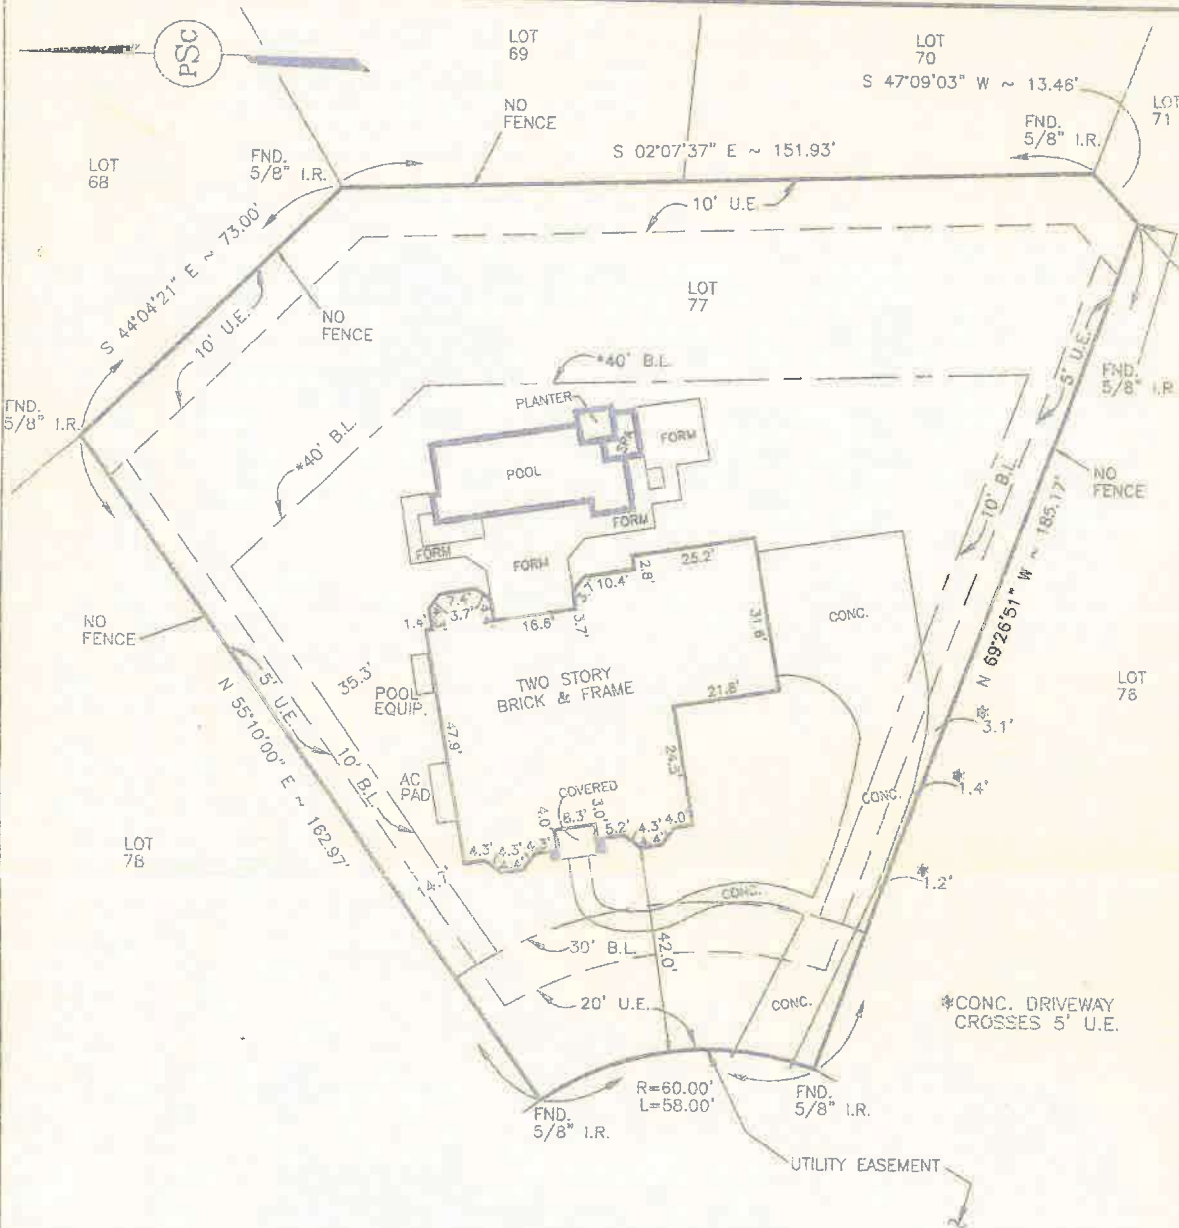 PSC
LOT
69
LOT
70
S 47°09'03" W ~ 13.46'
LOT
71
NO
FENCE
FND.
5/8" I.R.
FND.
5/8" I.R.
LOT
68
S 02°07'37" E ~ 151.93'
10' U.E.
S 44°04'21" E ~ 73.00'
10' U.E.
NO
FENCE
LOT
77
*40' B.L.
PLANTER
5' U.E.
FND.
5/8" I.R.
FND.
5/8" I.R.
*40' B.L.
SPA
FORM
POOL
NO
FENCE
10' B.L.
N 69°26'51" W ~ 185.17'
FORM
FORM
FORM
25.2'
2.8'
10.4'
3.7'
7.4'
3.7'
1.4'
16.6'
3.7'
31.6'
CONC.
NO
FENCE
35.3'
POOL
EQUIP.
TWO STORY
BRICK & FRAME
21.8'
LOT
76
5' U.E.
N 55°10'00" E ~ 162.97'
47.9'
24.5'
* 3.1'
10' B.L.
AC
PAD
COVERED
CONC.
*
1.4'
4.0'
8.3'
3.0'
5.2'
4.3'
4.0'
4.3'
4.3'
4.3'
4.4'
LOT
78
14.7'
*
1.2'
CONC.
30' B.L.
42.0'
20' U.E.
CONC.
*CONC. DRIVEWAY
CROSSES 5' U.E.
R=60.00'
L=58.00'
FND.
5/8" I.R.
FND.
5/8" I.R.
UTILITY EASEMENT